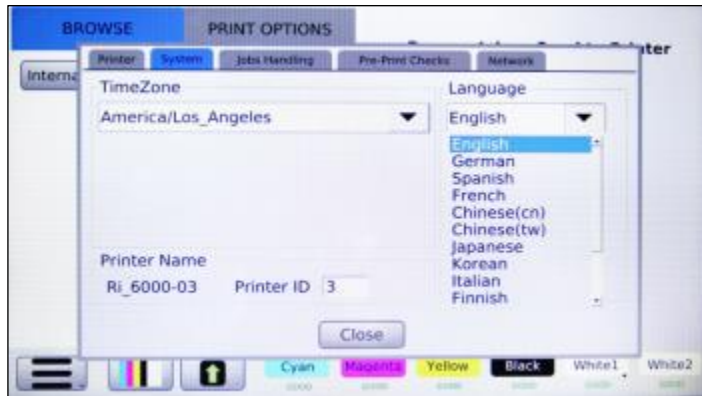 BROWSE
PRINT OPTIONS
Printer
System
Jobs Handling
Pre-Print Checks
Network
TimeZone
Language
America/Los_Angeles
English
English
German
Spanish
French
Chinese(cn)
Chinese(tw)
Japanese
Korean
Italian
Finnish
Printer Name
Ri_6000-03
Printer ID 3
Close
Cyan
Magenta
Yellow
Black
White1
White2